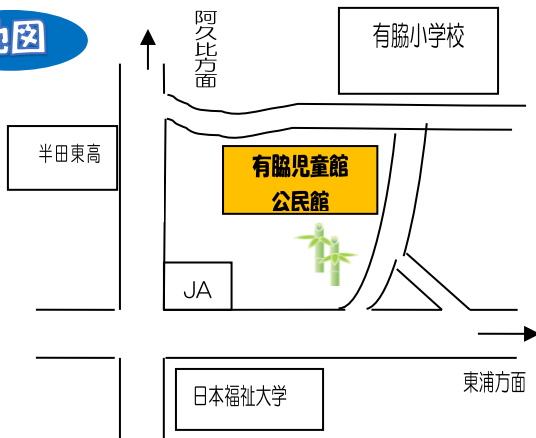 地図
阿久比方面
有脇小学校
半田東高
有脇児童館
公民館
JA
東浦方面
日本福祉大学